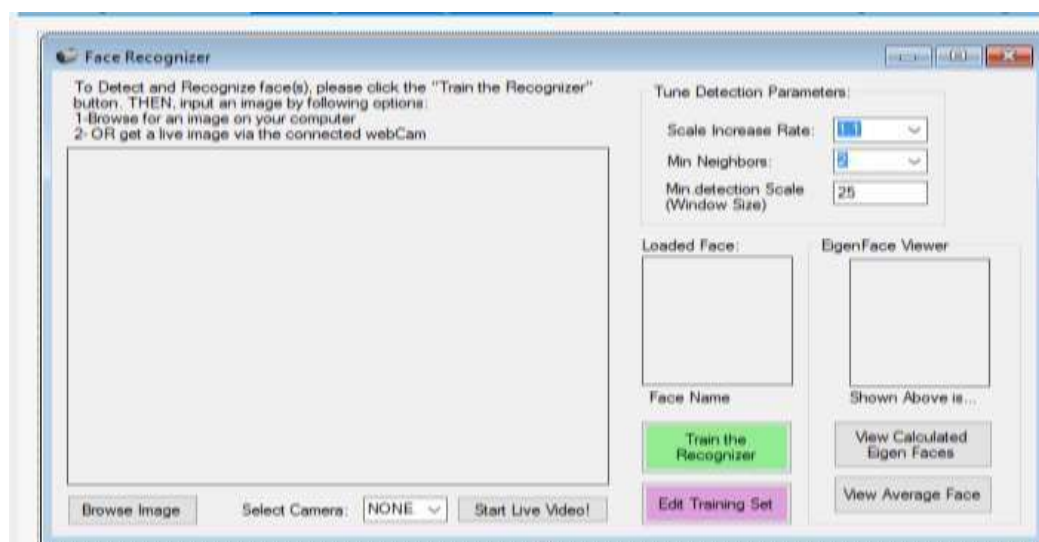 Face Recognizer
To Detect and Recognize face(s), please click the "Train the Recognizer"
button. THEN, input an image by following options:
1-Browse for an image on your computer
2- OR get a live image via the connected webCam
Tune Detection Parameters:
Scale Increase Rate: 1.1
Min Neighbors: 2
Min.detection Scale
(Window Size)
25
Loaded Face:
EigenFace Viewer
Face Name
Shown Above is...
Train the
Recognizer
View Calculated
Eigen Faces
Edit Training Set
View Average Face
Browse Image
Select Camera: NONE
Start Live Video!